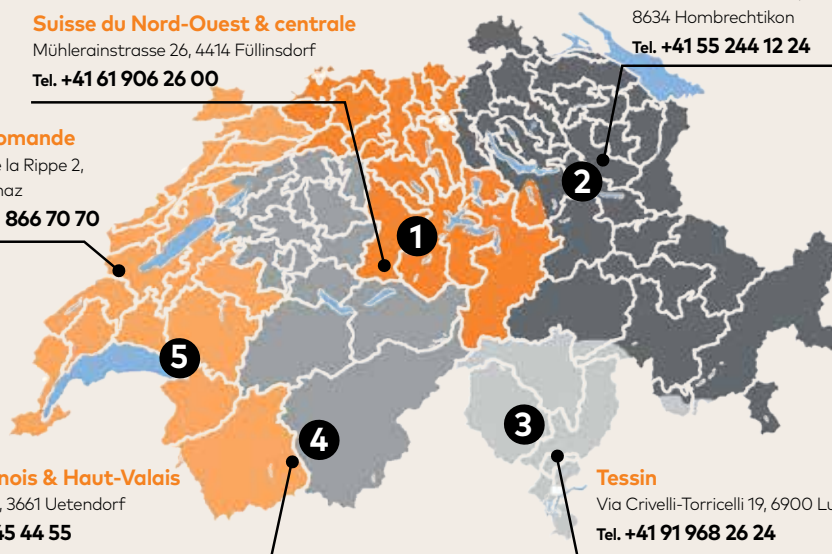 Suisse du Nord-Ouest & centrale
Mühlerainstrasse 26, 4414 Füllinsdorf
Tel. +41 61 906 26 00
8634 Hombrechtikon
Tel. +41 55 244 12 24
omande
la Rippe 2,
naz
866 70 70
1
2
5
3
4
nois & Haut-Valais
, 3661 Uetendorf
45 44 55
Tessin
Via Crivelli-Torricelli 19, 6900 Lu
Tel. +41 91 968 26 24